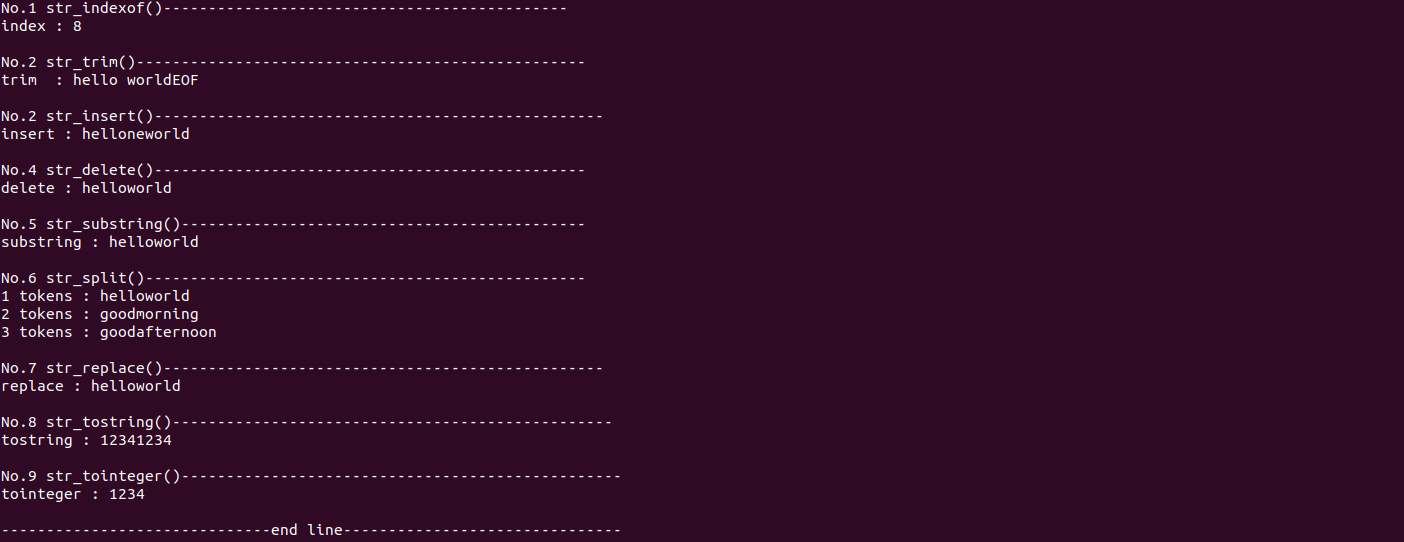 No.1 str_indexof()---------------------------------------------
index : 8
No.2 str_trim()--------------------------------------------------
trim  : hello worldEOF
No.2 str_insert()--------------------------------------------------
insert : helloneworld
No.4 str_delete()------------------------------------------------
delete : helloworld
No.5 str_substring()---------------------------------------------
substring : helloworld
No.6 str_split()-------------------------------------------------
1 tokens : helloworld
2 tokens : goodmorning
3 tokens : goodafternoon
No.7 str_replace()-------------------------------------------------
replace : helloworld
No.8 str_tostring()-------------------------------------------------
tostring : 12341234
No.9 str_tointeger()-------------------------------------------------
tointeger : 1234
------------------------------end line-------------------------------